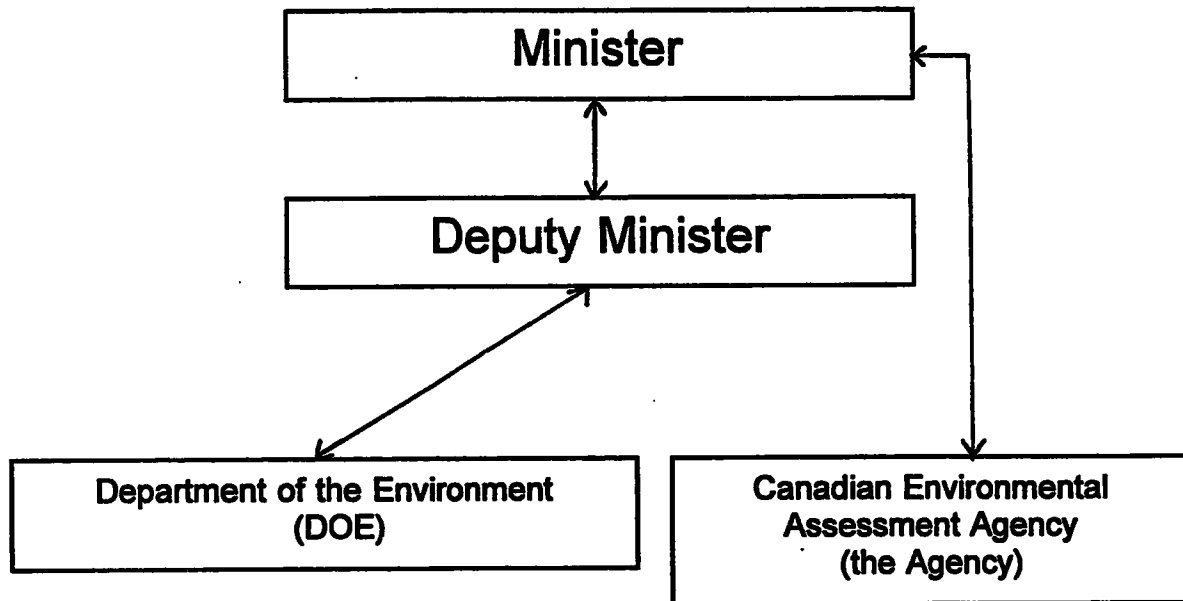 Minister
Deputy Minister
Department of the Environment
(DOE)
Canadian Environmental
Assessment Agency
(the Agency)